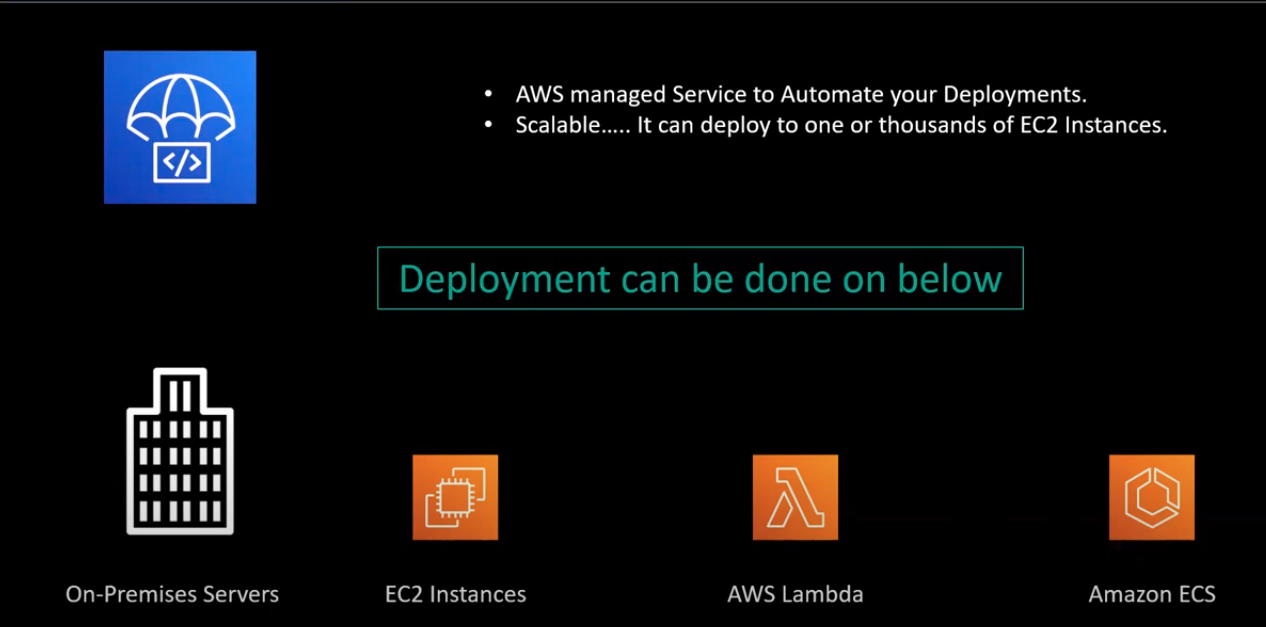 </>
• AWS managed Service to Automate your Deployments.
• Scalable..... It can deploy to one or thousands of EC2 Instances.
Deployment can be done on below
On-Premises Servers
EC2 Instances
AWS Lambda
Amazon ECS